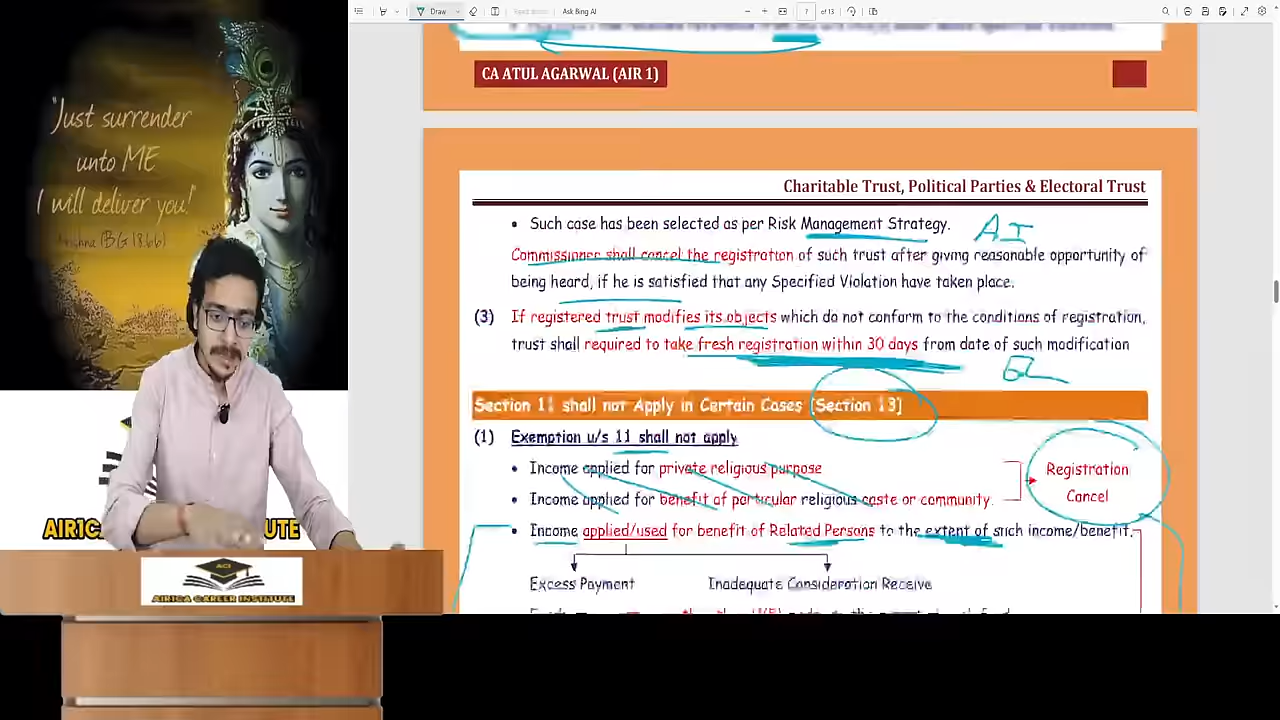 Draw
Ask Bing AI
7
of 13
"Just surrender
unto ME
I will deliver you!"
Krishna (BG 18.66)
CA ATUL AGARWAL (AIR 1)
Charitable Trust, Political Parties & Electoral Trust
• Such case has been selected as per Risk Management Strategy.
AI
Commissioner shall cancel the registration of such trust after giving reasonable opportunity of
being heard, if he is satisfied that any Specified Violation have taken place.
(3) If registered trust modifies its objects which do not conform to the conditions of registration,
trust shall required to take fresh registration within 30 days from date of such modification
Section 11 shall not Apply in Certain Cases [Section 13]
(1) Exemption u/s 11 shall not apply
• Income applied for private religious purpose
• Income applied for benefit of particular religious caste or community.
Registration
Cancel
• Income applied/used for benefit of Related Persons to the extent of such income/benefit.
Excess Payment
Inadequate Consideration Receive
AIR1C
UTE
ACI
AIR1CA CAREER INSTITUTE